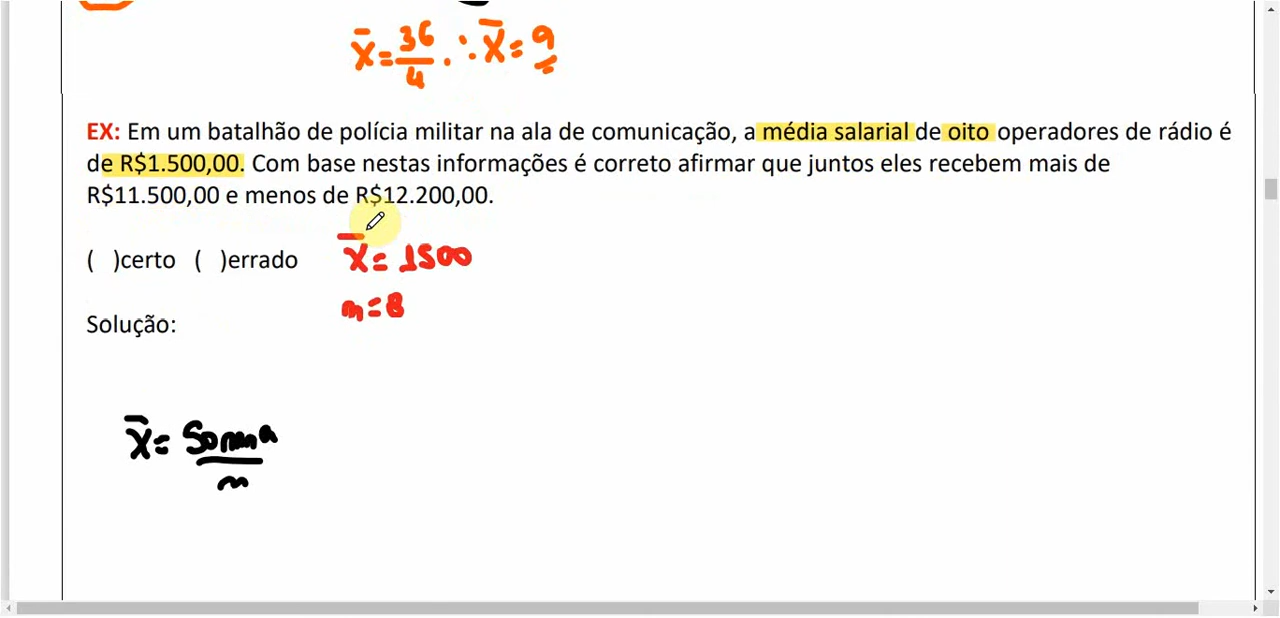 x̄ = 36/4 ∴ x̄ = 9
EX: Em um batalhão de polícia militar na ala de comunicação, a média salarial de oito operadores de rádio é
de R$1.500,00. Com base nestas informações é correto afirmar que juntos eles recebem mais de
R$11.500,00 e menos de R$12.200,00.
( )certo ( )errado
x̄ = 1500
n = 8
Solução:
x̄ = Soma/n